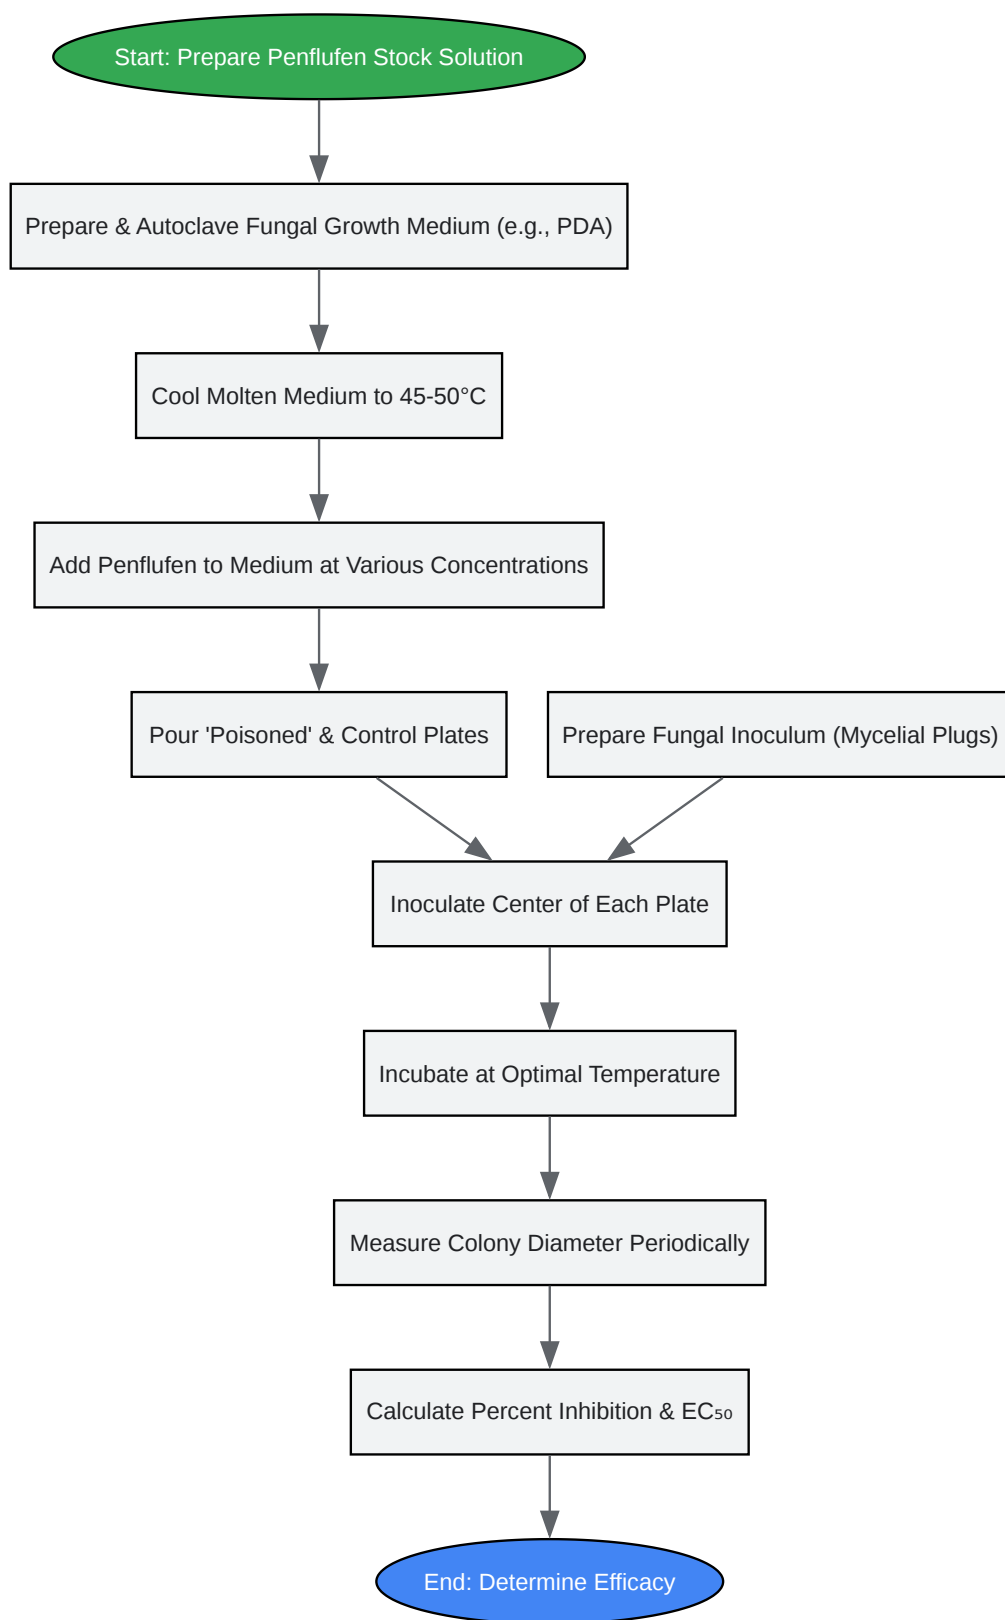 Start: Prepare Penflufen Stock Solution
Prepare & Autoclave Fungal Growth Medium (e.g., PDA)
Cool Molten Medium to 45-50°C
Add Penflufen to Medium at Various Concentrations
Pour 'Poisoned' & Control Plates
Prepare Fungal Inoculum (Mycelial Plugs)
Inoculate Center of Each Plate
Incubate at Optimal Temperature
Measure Colony Diameter Periodically
Calculate Percent Inhibition & EC₅₀
End: Determine Efficacy